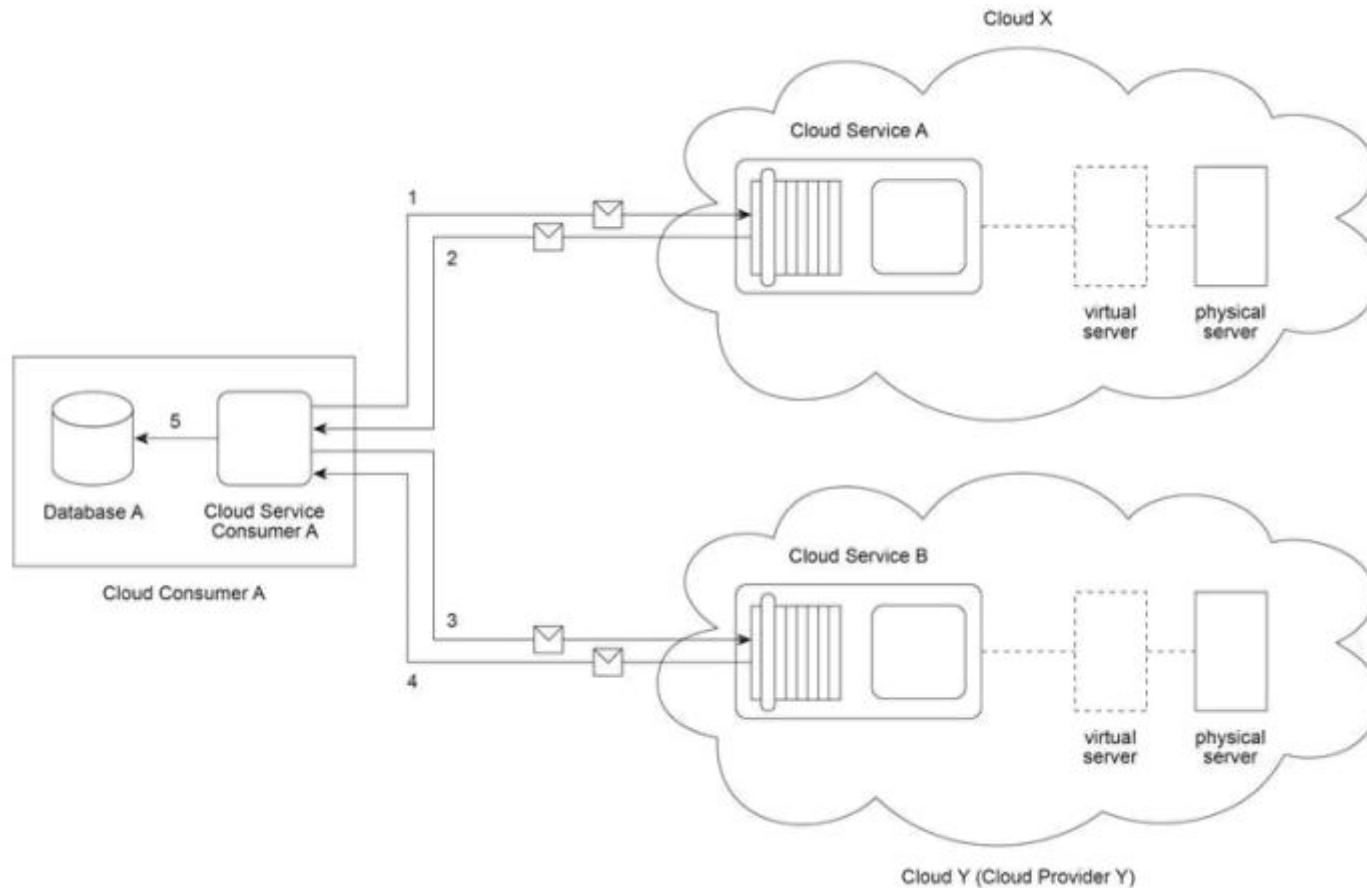 Cloud X
Cloud Service A
1
2
virtual
server
physical
server
5
Database A
Cloud Service
Consumer A
Cloud Consumer A
Cloud Service B
3
4
virtual
server
physical
server
Cloud Y (Cloud Provider Y)